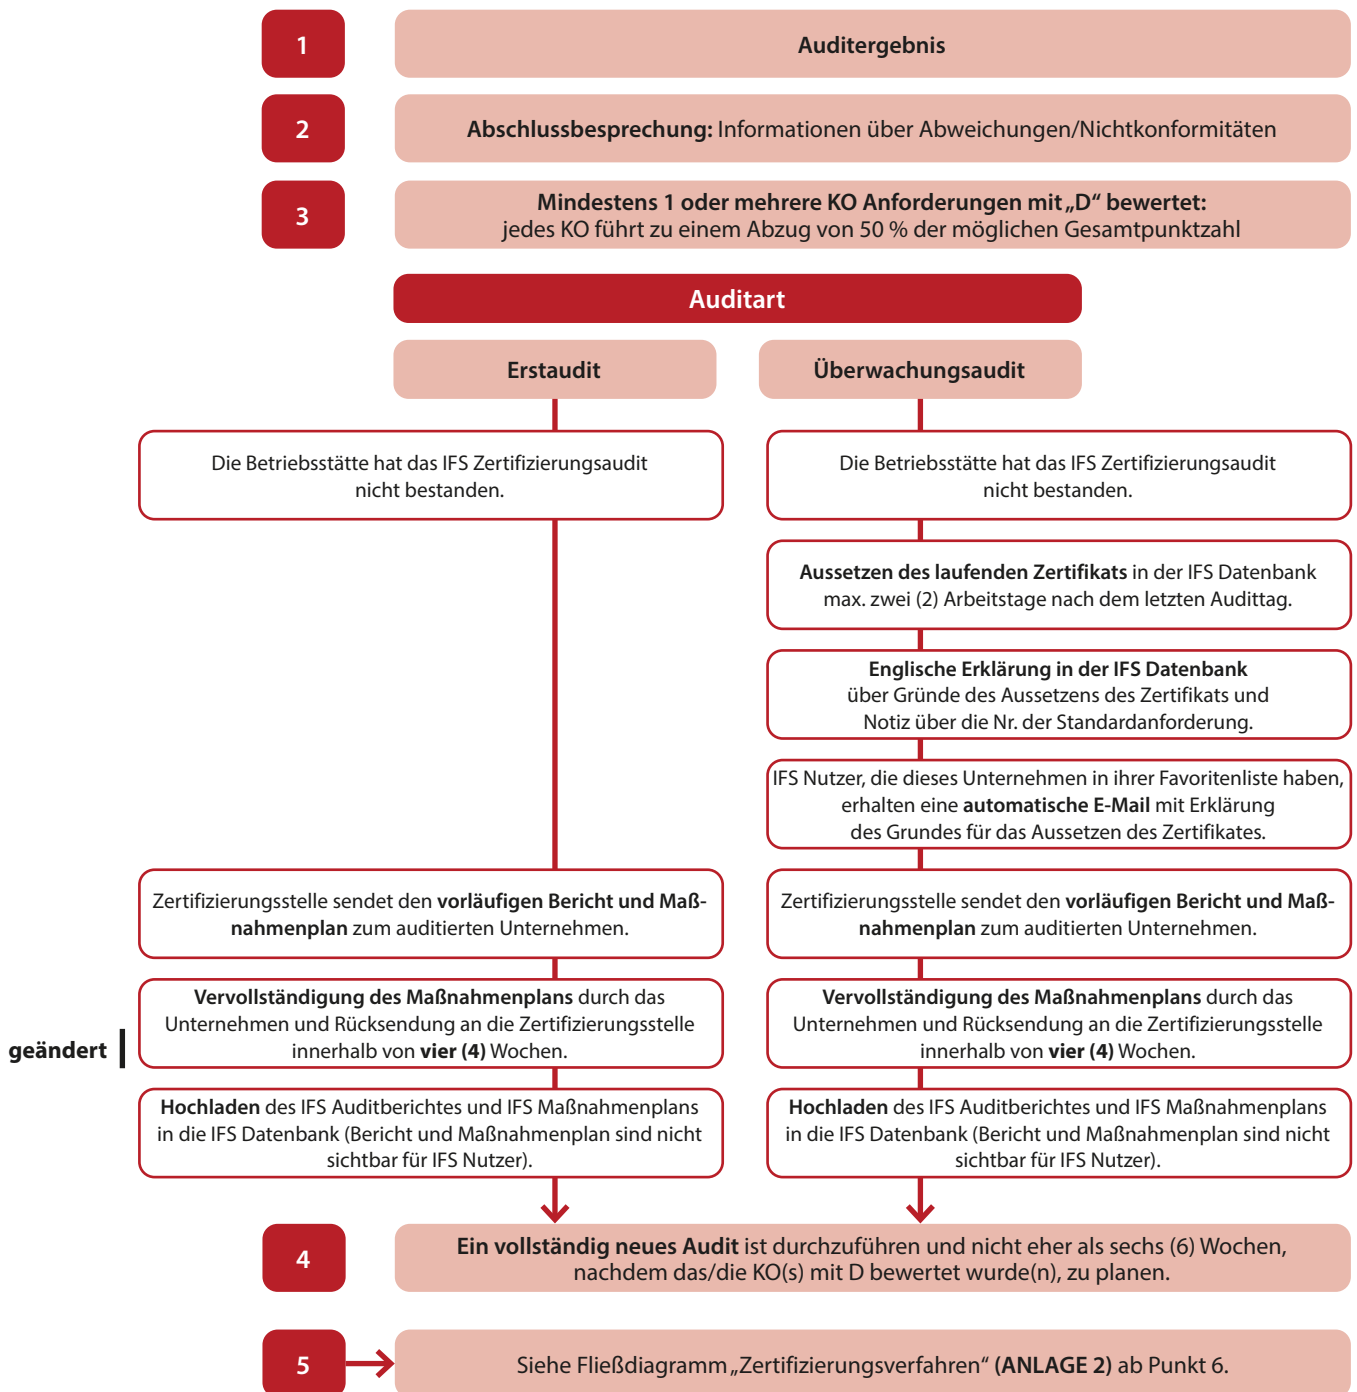 1
Auditergebnis
2
Abschlussbesprechung: Informationen über Abweichungen/Nichtkonformitäten
3
Mindestens 1 oder mehrere KO Anforderungen mit „D“ bewertet:
jedes KO führt zu einem Abzug von 50 % der möglichen Gesamtpunktzahl
Auditart
Erstaudit
Überwachungsaudit
Die Betriebsstätte hat das IFS Zertifizierungsaudit
nicht bestanden.
Die Betriebsstätte hat das IFS Zertifizierungsaudit
nicht bestanden.
Aussetzen des laufenden Zertifikats in der IFS Datenbank
max. zwei (2) Arbeitstage nach dem letzten Audittag.
Englische Erklärung in der IFS Datenbank
über Gründe des Aussetzens des Zertifikats und
Notiz über die Nr. der Standardanforderung.
IFS Nutzer, die dieses Unternehmen in ihrer Favoritenliste haben,
erhalten eine automatische E-Mail mit Erklärung
des Grundes für das Aussetzen des Zertifikates.
Zertifizierungsstelle sendet den vorläufigen Bericht und Maß-
nahmenplan zum auditierten Unternehmen.
Zertifizierungsstelle sendet den vorläufigen Bericht und Maß-
nahmenplan zum auditierten Unternehmen.
geändert
Vervollständigung des Maßnahmenplans durch das
Unternehmen und Rücksendung an die Zertifizierungsstelle
innerhalb von vier (4) Wochen.
Vervollständigung des Maßnahmenplans durch das
Unternehmen und Rücksendung an die Zertifizierungsstelle
innerhalb von vier (4) Wochen.
Hochladen des IFS Auditberichtes und IFS Maßnahmenplans
in die IFS Datenbank (Bericht und Maßnahmenplan sind nicht
sichtbar für IFS Nutzer).
Hochladen des IFS Auditberichtes und IFS Maßnahmenplans
in die IFS Datenbank (Bericht und Maßnahmenplan sind nicht
sichtbar für IFS Nutzer).
4
Ein vollständig neues Audit ist durchzuführen und nicht eher als sechs (6) Wochen,
nachdem das/die KO(s) mit D bewertet wurde(n), zu planen.
5
Siehe Fließdiagramm „Zertifizierungsverfahren“ (ANLAGE 2) ab Punkt 6.